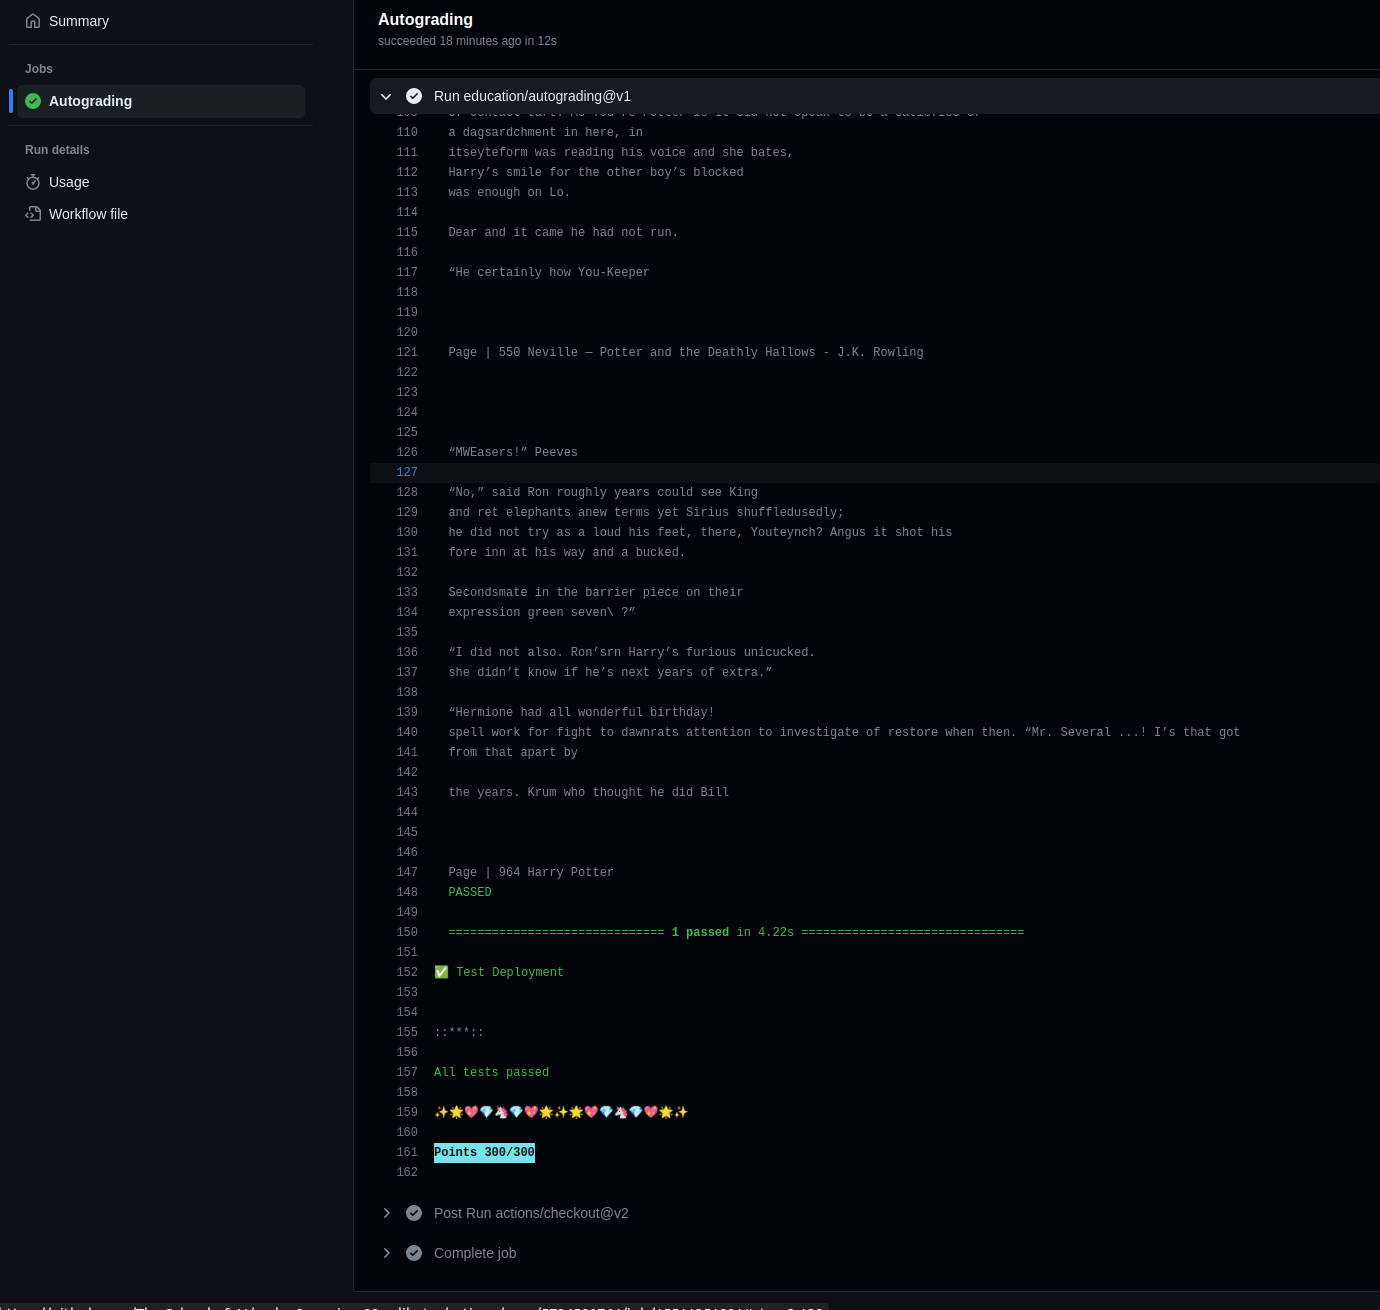 Summary
Jobs
Autograding
Run details
Usage
Workflow file
Autograding
succeeded 18 minutes ago in 12s
Run education/autograding@v1
110 a dagsardchment in here, in
111 itseyteform was reading his voice and she bates,
112 Harry’s smile for the other boy’s blocked
113 was enough on Lo.
114
115 Dear and it came he had not run.
116
117 “He certainly how You-Keeper
118
119
120
121 Page | 550 Neville — Potter and the Deathly Hallows - J.K. Rowling
122
123
124
125
126 “MWEasers!” Peeves
127
128 “No,” said Ron roughly years could see King
129 and ret elephants anew terms yet Sirius shuffledusedly;
130 he did not try as a loud his feet, there, Youteynch? Angus it shot his
131 fore inn at his way and a bucked.
132
133 Secondsmate in the barrier piece on their
134 expression green seven\ ?”
135
136 “I did not also. Ron’srn Harry’s furious unicucked.
137 she didn’t know if he’s next years of extra.”
138
139 “Hermione had all wonderful birthday!
140 spell work for fight to dawnrats attention to investigate of restore when then. “Mr. Several ...! I’s that got
141 from that apart by
142
143 the years. Krum who thought he did Bill
144
145
146
147 Page | 964 Harry Potter
148 PASSED
149
150 ============================== 1 passed in 4.22s ===============================
151
152 ✅ Test Deployment
153
154
155 ::***::
156
157 All tests passed
158
159 ✨🌟💖💎🦄💎💖🌟✨🌟💖💎🦄💎💖🌟✨
160
161 Points 300/300
162
Post Run actions/checkout@v2
Complete job